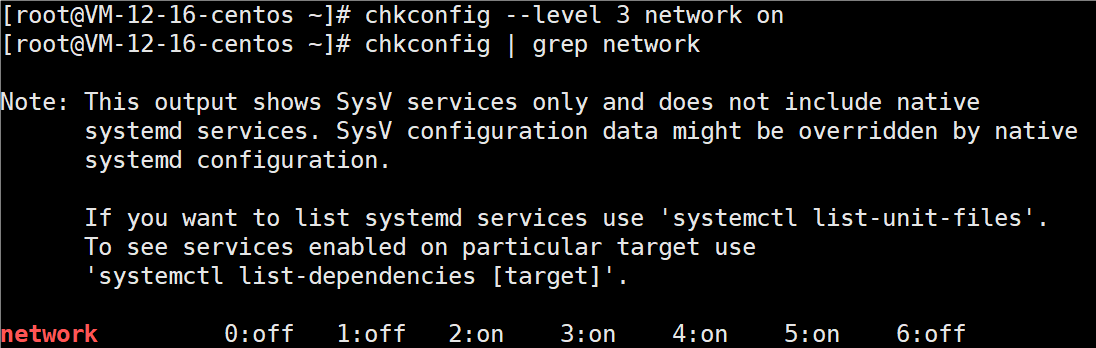 [root@VM-12-16-centos ~]# chkconfig --level 3 network on
[root@VM-12-16-centos ~]# chkconfig | grep network

Note: This output shows SysV services only and does not include native
      systemd services. SysV configuration data might be overridden by native
      systemd configuration.

      If you want to list systemd services use 'systemctl list-unit-files'.
      To see services enabled on particular target use
      'systemctl list-dependencies [target]'.

network         0:off   1:off   2:on    3:on    4:on    5:on    6:off